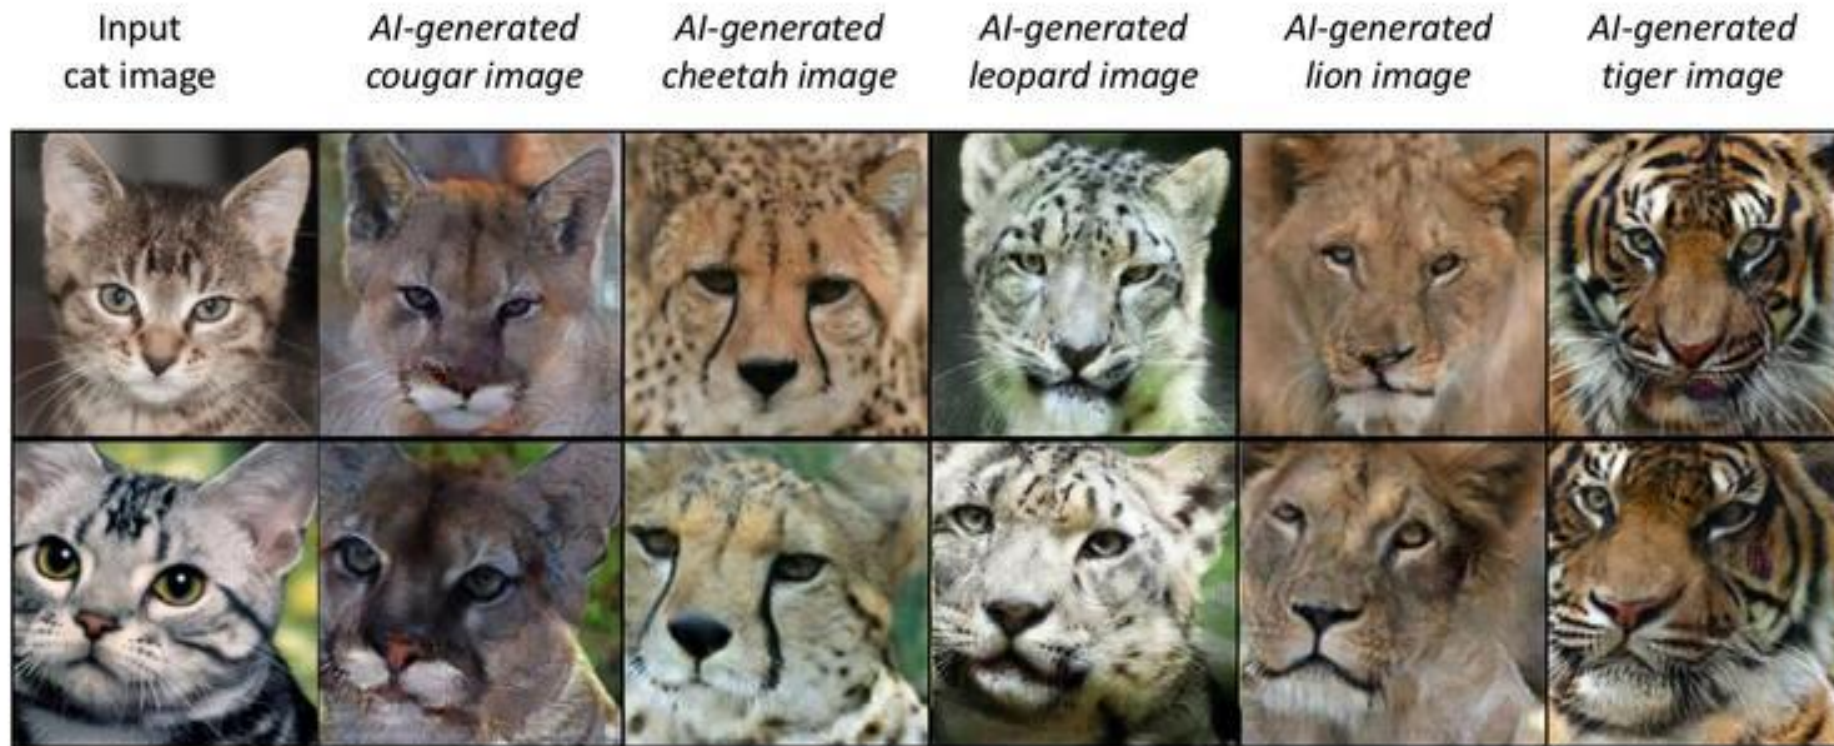 Input
cat image
AI-generated
cougar image
AI-generated
cheetah image
AI-generated
leopard image
AI-generated
lion image
AI-generated
tiger image